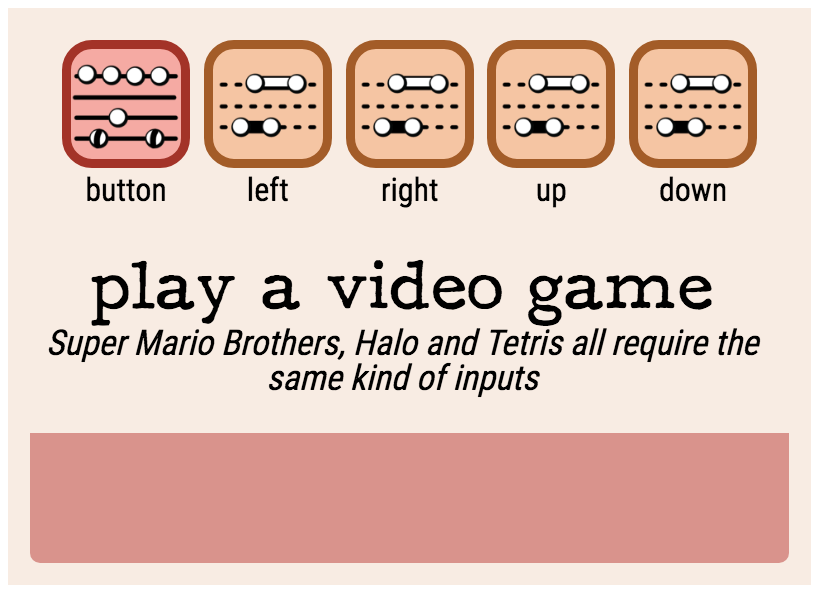 button left right up down
play a video game
Super Mario Brothers, Halo and Tetris all require the
same kind of inputs